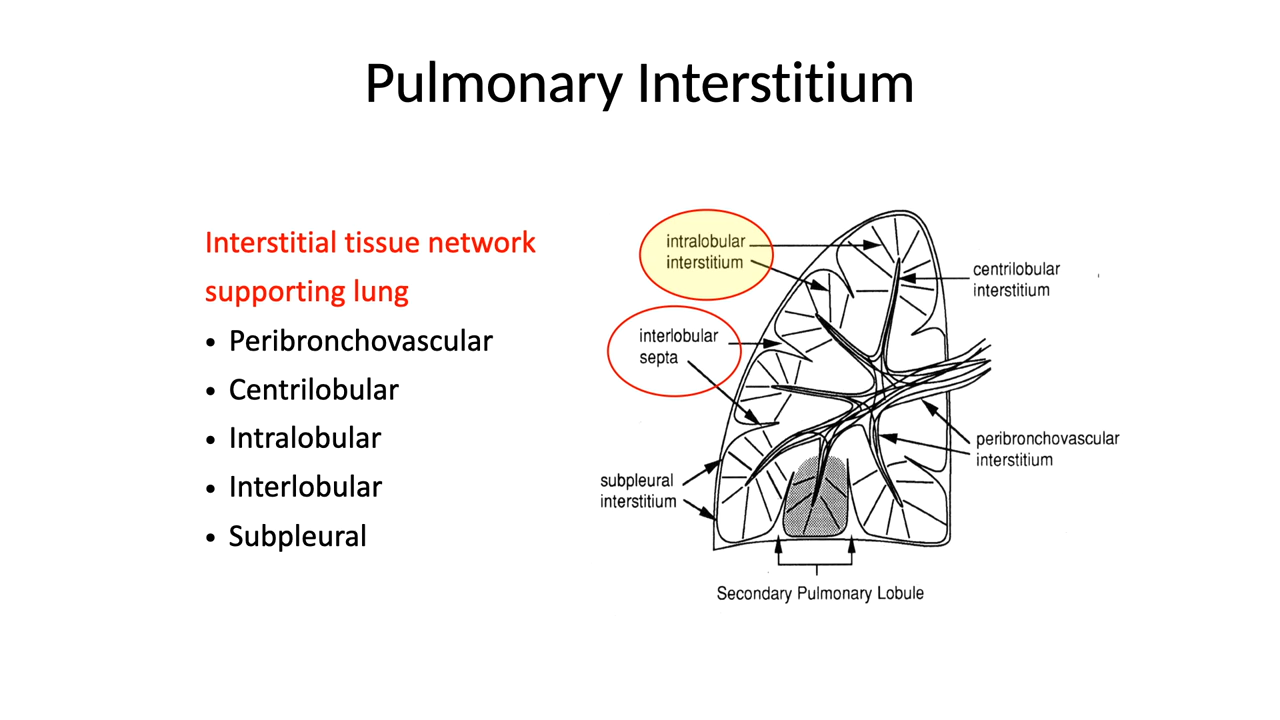 Pulmonary Interstitium
Interstitial tissue network
supporting lung
• Peribronchovascular
• Centrilobular
• Intralobular
• Interlobular
• Subpleural
intralobular
interstitium
centrilobular
interstitium
interlobular
septa
peribronchovascular
interstitium
subpleural
interstitium
Secondary Pulmonary Lobule